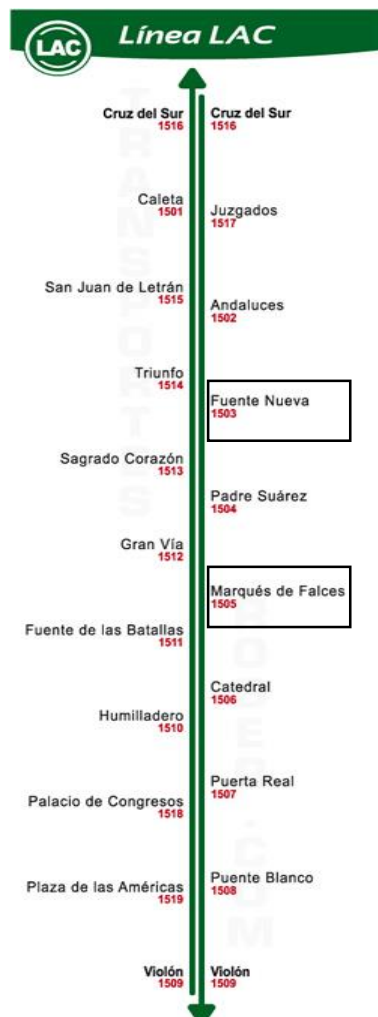 LAC
Línea LAC
Cruz del Sur
1516
Caleta
1501
San Juan de Letrán
1515
Triunfo
1514
Sagrado Corazón
1513
Gran Vía
1512
Fuente de las Batallas
1511
Humilladero
1510
Palacio de Congresos
1518
Plaza de las Américas
1519
Violón
1509
Cruz del Sur
1516
Juzgados
1517
Andaluces
1502
Fuente Nueva
1503
Padre Suárez
1504
Marqués de Falces
1505
Catedral
1506
Puerta Real
1507
Puente Blanco
1508
Violón
1509
TRANSPORTES
ROBER.COM